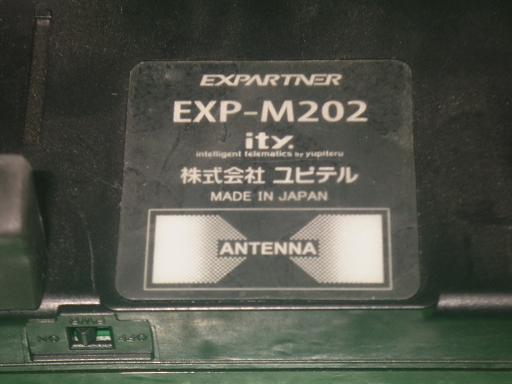 EXPARTNER
EXP-M202
ity.
intelligent telematics by yupiteru
株式会社 ユピテル
MADE IN JAPAN
ANTENNA